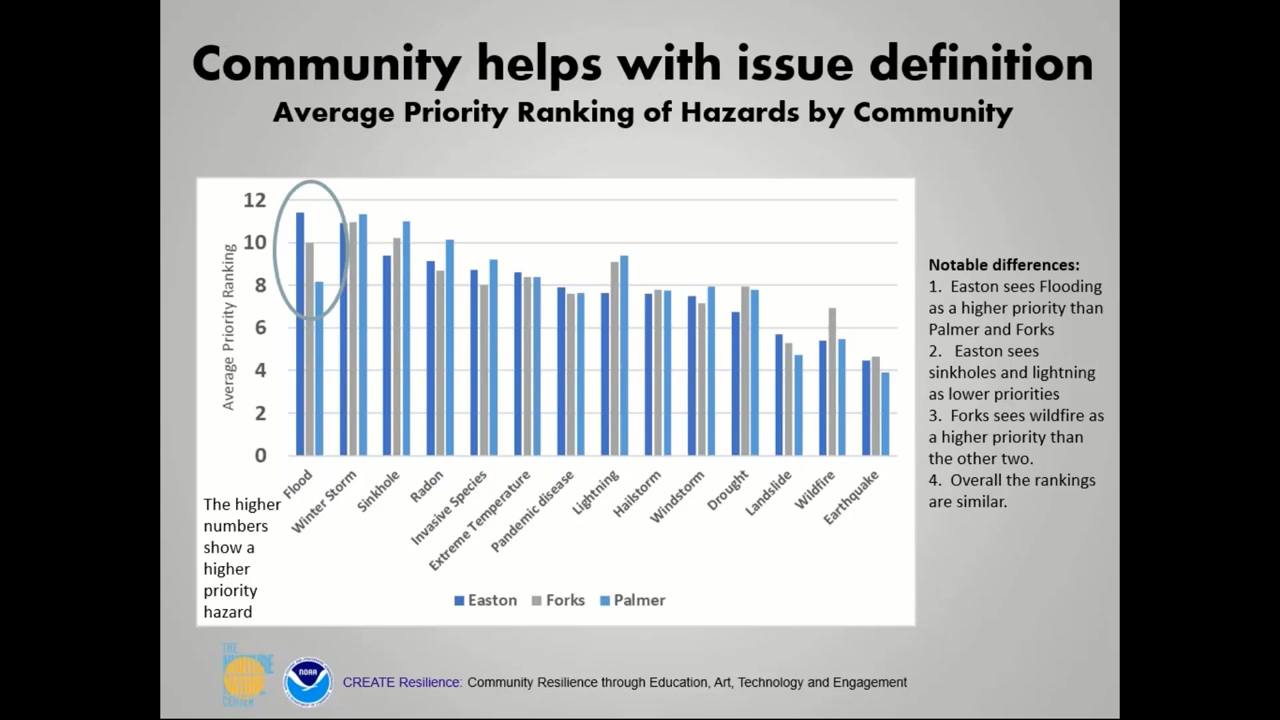 Community helps with issue definition
Average Priority Ranking of Hazards by Community
12
10
8
6
4
2
0
Average Priority Ranking
Flood
Winter Storm
Sinkhole
Radon
Invasive Species
Extreme Temperature
Pandemic disease
Lightning
Hailstorm
Windstorm
Drought
Landslide
Wildfire
Earthquake
The higher
numbers
show a
higher
priority
hazard
Easton Forks Palmer
Notable differences:
1. Easton sees Flooding
as a higher priority than
Palmer and Forks
2. Easton sees
sinkholes and lightning
as lower priorities
3. Forks sees wildfire as
a higher priority than
the other two.
4. Overall the rankings
are similar.
THE
NURTURE
NATURE
CENTER
NOAA
CREATE Resilience: Community Resilience through Education, Art, Technology and Engagement